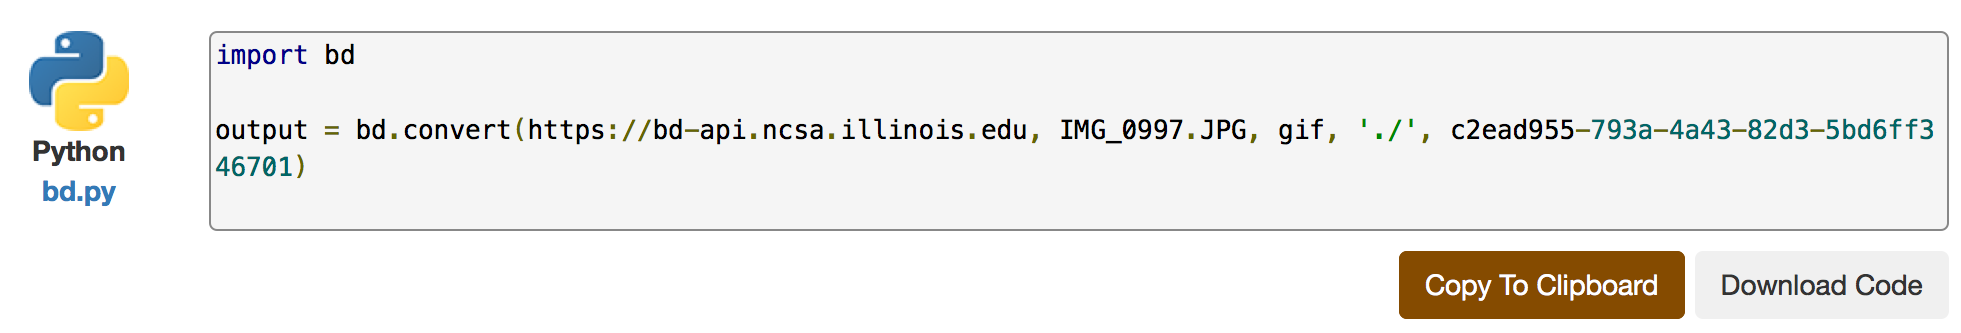 import bd
output = bd.convert(https://bd-api.ncsa.illinois.edu, IMG_0997.JPG, gif, './', c2ead955-793a-4a43-82d3-5bd6ff3
46701)
Python
bd.py
Copy To Clipboard
Download Code